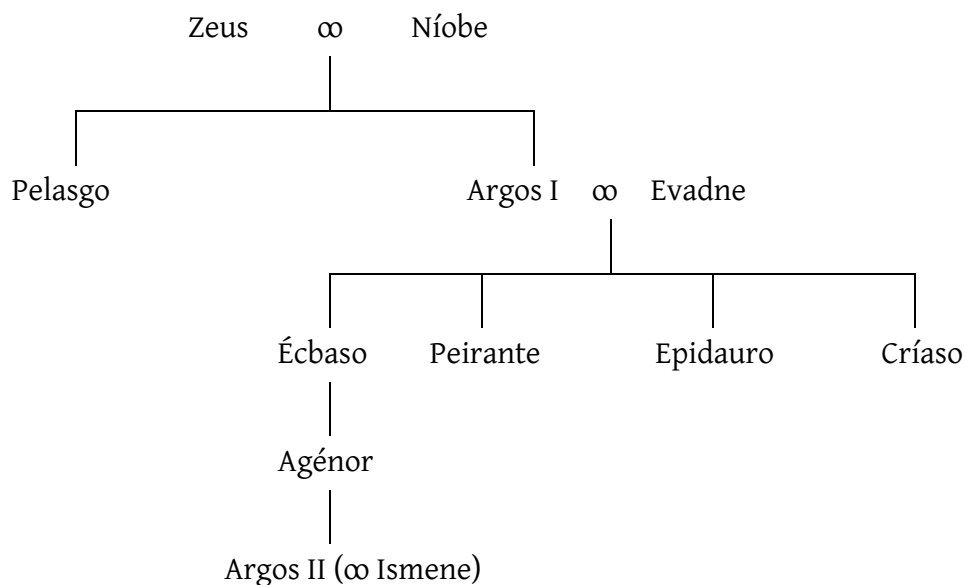 Zeus ∞ Níobe
Pelasgo Argos I ∞ Evadne
Écbaso Peirante Epidauro Críaso
Agénor
Argos II (∞ Ismene)